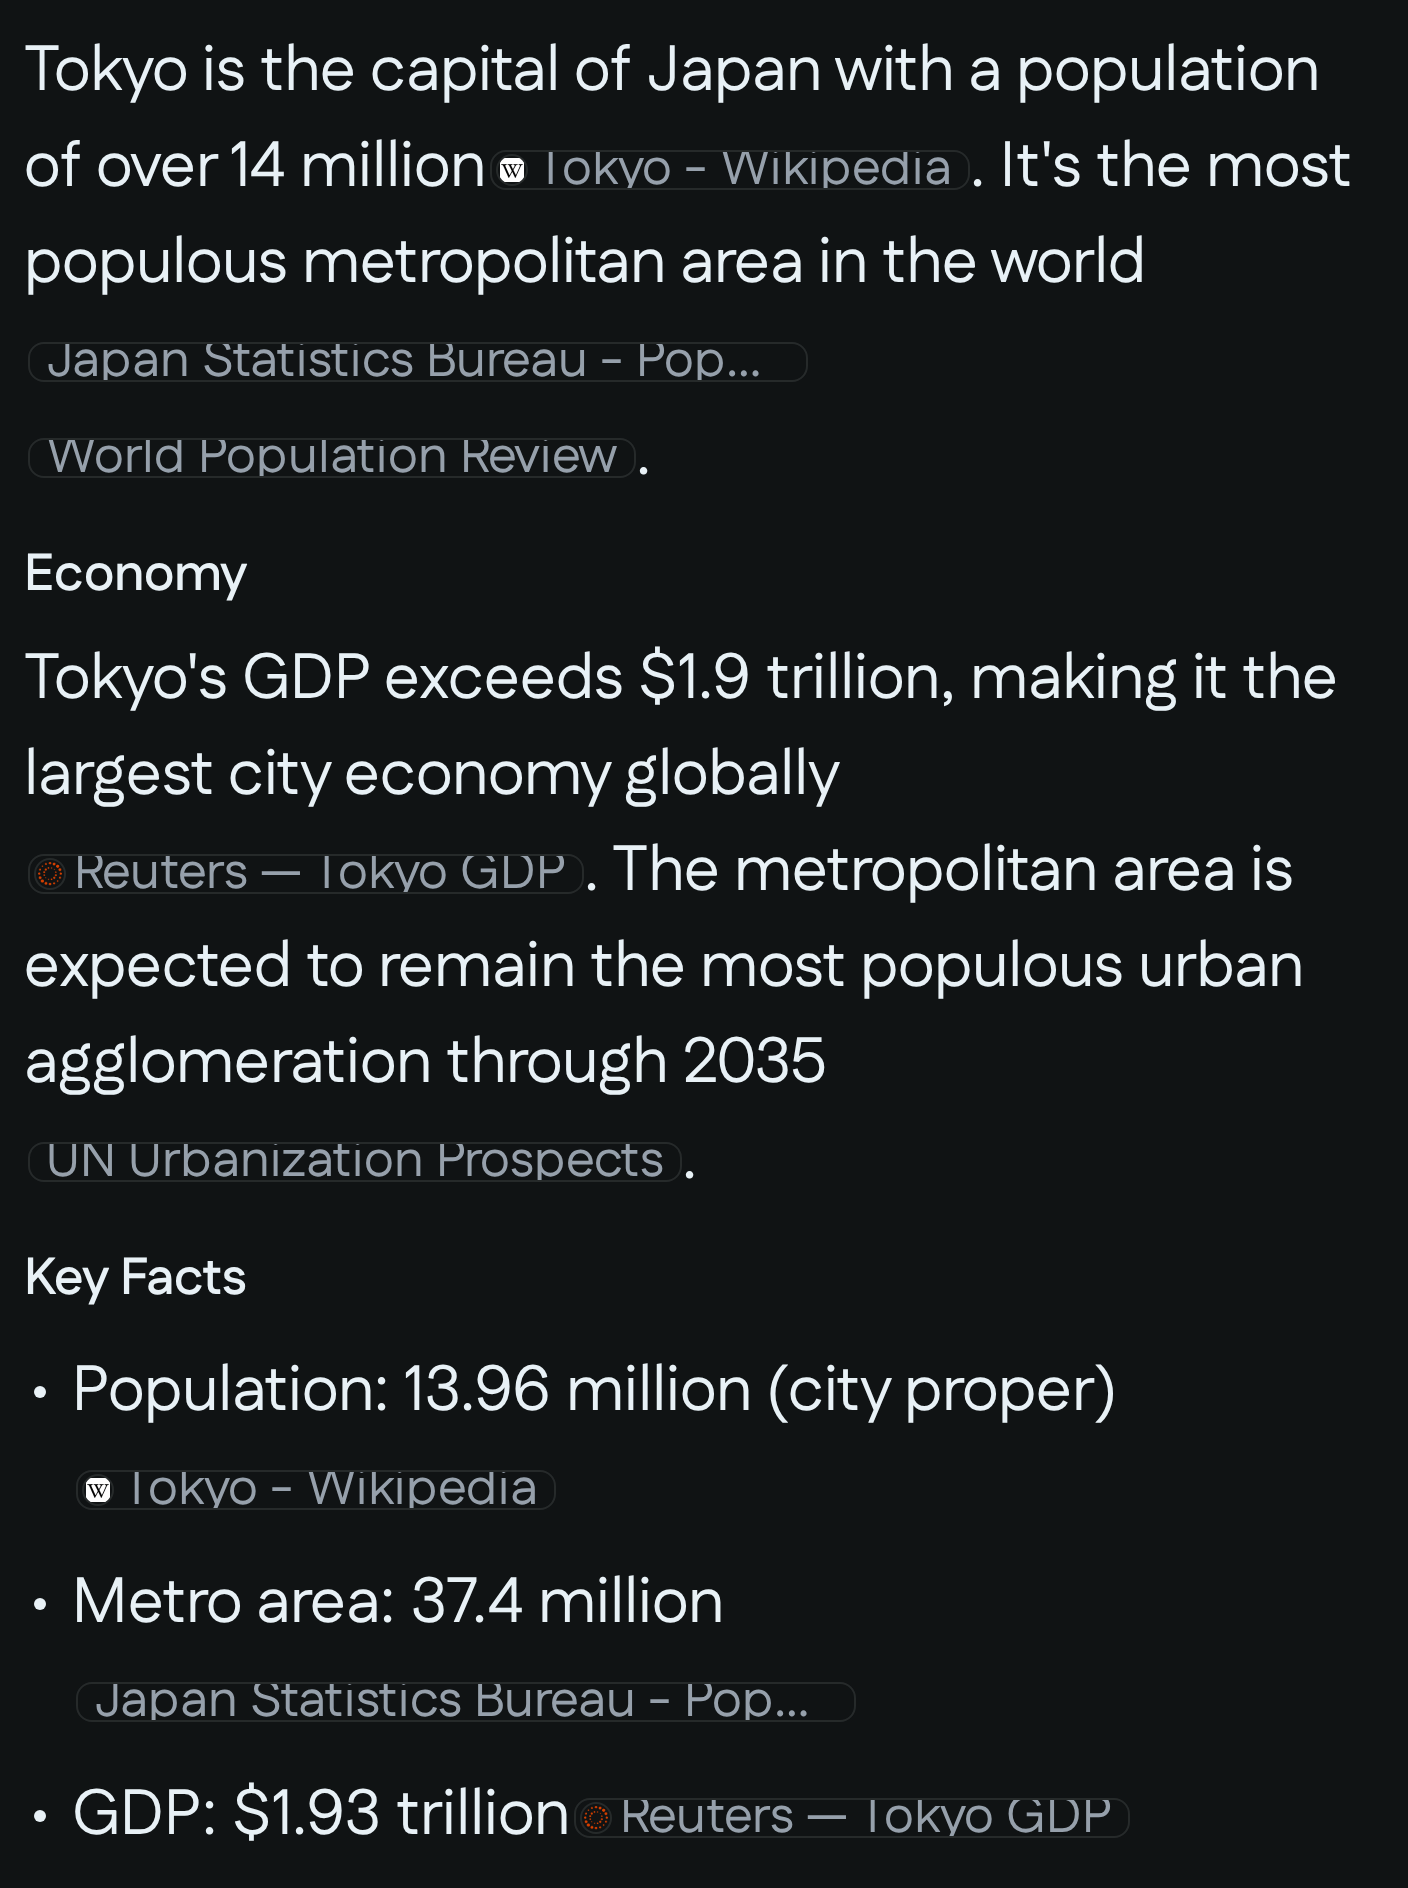 Tokyo is the capital of Japan with a population
of over 14 million W Tokyo - Wikipedia . It's the most
populous metropolitan area in the world
Japan Statistics Bureau - Pop...
World Population Review .
Economy
Tokyo's GDP exceeds $1.9 trillion, making it the
largest city economy globally
Reuters — Tokyo GDP . The metropolitan area is
expected to remain the most populous urban
agglomeration through 2035
UN Urbanization Prospects .
Key Facts
• Population: 13.96 million (city proper)
W Tokyo - Wikipedia
• Metro area: 37.4 million
Japan Statistics Bureau - Pop...
• GDP: $1.93 trillion Reuters — Tokyo GDP